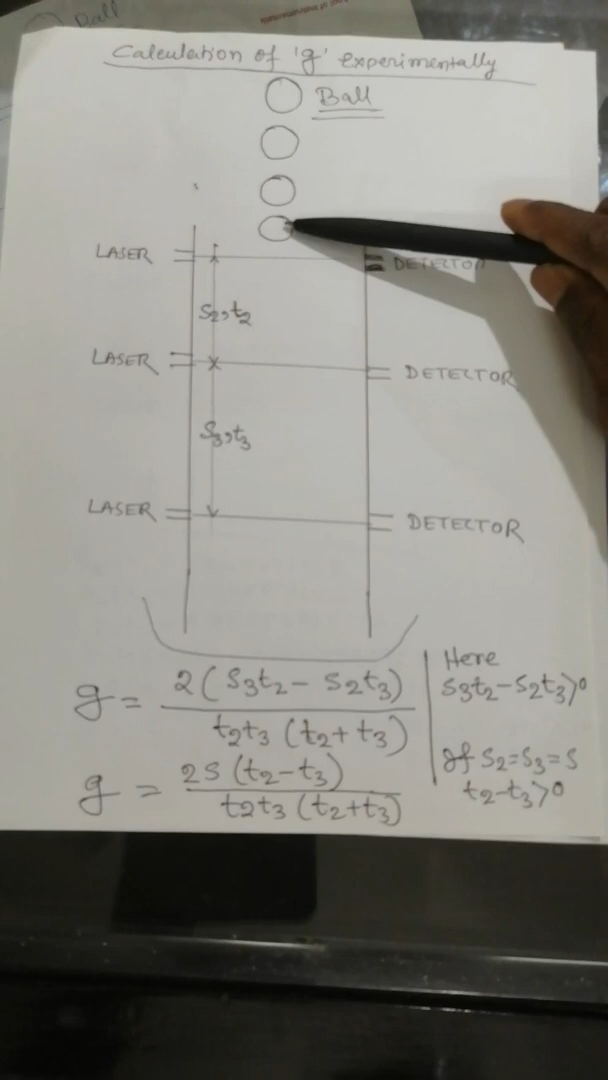 Ball
Calculation of 'g' experimentally
Ball
LASER
DETECTOR
S2,t2
LASER
DETECTOR
S3,t3
LASER
DETECTOR
g = 2(S3t2 - S2t3) / t2t3 (t2 + t3)
Here
S3t2 - S2t3 > 0
g = 2S (t2 - t3) / t2t3 (t2 + t3)
If S2 = S3 = S
t2 - t3 > 0